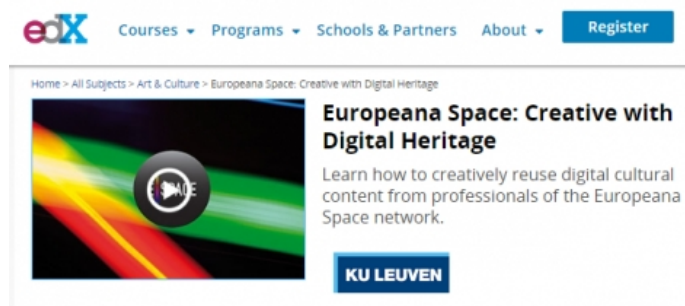 edX Courses Programs Schools & Partners About Register
Home > All Subjects > Art & Culture > Europeana Space: Creative with Digital Heritage
Europeana Space: Creative with
Digital Heritage
Learn how to creatively reuse digital cultural
content from professionals of the Europeana
Space network.
SPACE
KU LEUVEN